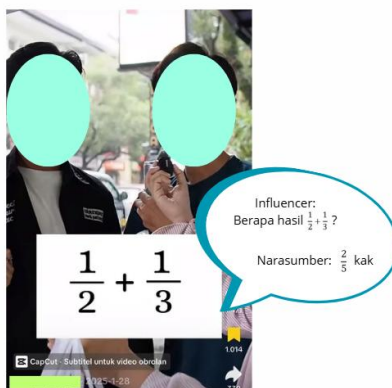 1/2 + 1/3
Influencer:
Berapa hasil 1/2 + 1/3 ?
Narasumber: 2/5 kak
1.014
CapCut · Subtitel untuk video obrolan
2025-1-28